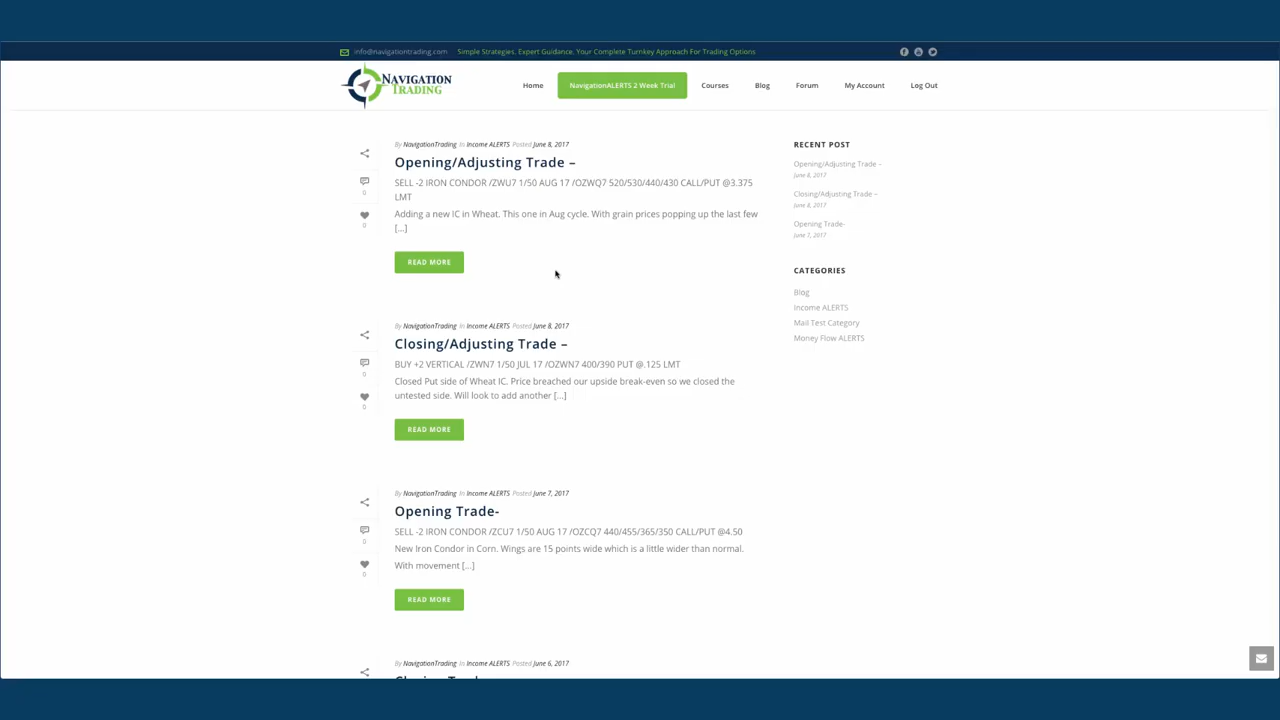 info@navigationtrading.com Simple Strategies. Expert Guidance. Your Complete Turnkey Approach For Trading Options
NAVIGATION
TRADING
Home NavigationALERTS 2 Week Trial Courses Blog Forum My Account Log Out
By NavigationTrading In Income ALERTS Posted June 8, 2017
Opening/Adjusting Trade –
SELL -2 IRON CONDOR /ZWU7 1/50 AUG 17 /OZWQ7 520/530/440/430 CALL/PUT @3.375
LMT
Adding a new IC in Wheat. This one in Aug cycle. With grain prices popping up the last few
[...]
0
0
READ MORE
By NavigationTrading In Income ALERTS Posted June 8, 2017
Closing/Adjusting Trade –
BUY +2 VERTICAL /ZWN7 1/50 JUL 17 /OZWN7 400/390 PUT @.125 LMT
Closed Put side of Wheat IC. Price breached our upside break-even so we closed the
untested side. Will look to add another [...]
0
0
READ MORE
By NavigationTrading In Income ALERTS Posted June 7, 2017
Opening Trade-
SELL -2 IRON CONDOR /ZCU7 1/50 AUG 17 /OZCQ7 440/455/365/350 CALL/PUT @4.50
New Iron Condor in Corn. Wings are 15 points wide which is a little wider than normal.
With movement [...]
0
0
READ MORE
By NavigationTrading In Income ALERTS Posted June 6, 2017
RECENT POST
Opening/Adjusting Trade –
June 8, 2017
Closing/Adjusting Trade –
June 8, 2017
Opening Trade-
June 7, 2017
CATEGORIES
Blog
Income ALERTS
Mail Test Category
Money Flow ALERTS